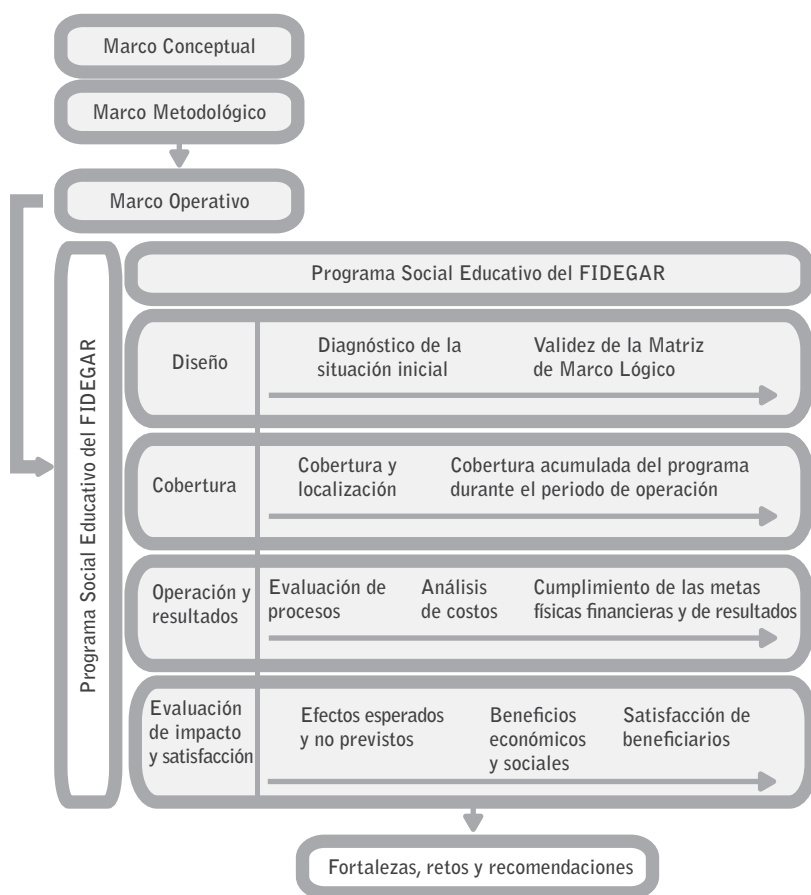 Marco Conceptual
Marco Metodológico
Marco Operativo
Programa Social Educativo del FIDEGAR
Programa Social Educativo del FIDEGAR
Diseño
Diagnóstico de la
situación inicial
Validez de la Matriz
de Marco Lógico
Cobertura
Cobertura y
localización
Cobertura acumulada del programa
durante el periodo de operación
Operación y
resultados
Evaluación de
procesos
Análisis
de costos
Cumplimiento de las metas
físicas financieras y de resultados
Evaluación
de impacto
y satisfacción
Efectos esperados
y no previstos
Beneficios
económicos
y sociales
Satisfacción de
beneficiarios
Fortalezas, retos y recomendaciones